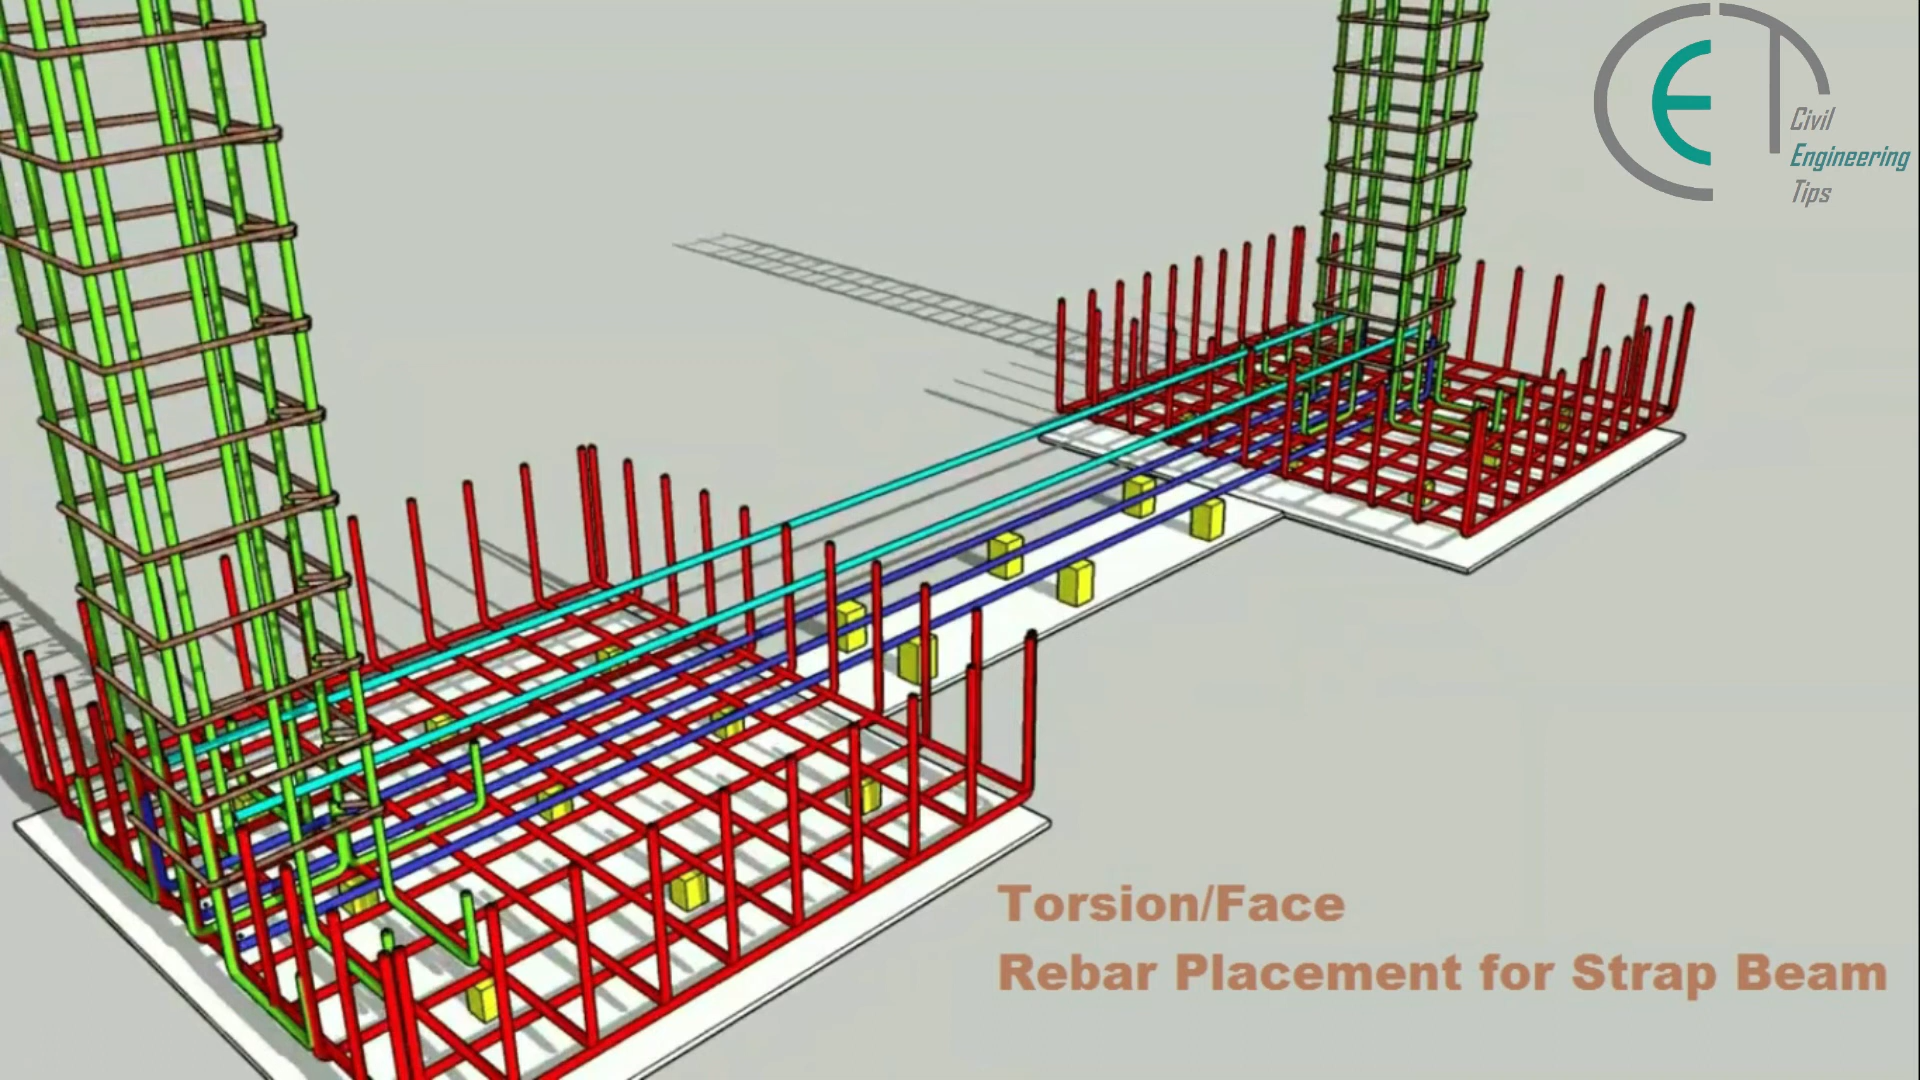 Civil
Engineering
Tips
Torsion/Face
Rebar Placement for Strap Beam